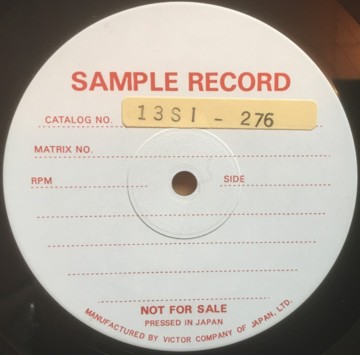 SAMPLE RECORD
CATALOG NO. 13SI - 276
MATRIX NO.
RPM SIDE
NOT FOR SALE
PRESSED IN JAPAN
MANUFACTURED BY VICTOR COMPANY OF JAPAN, LTD.